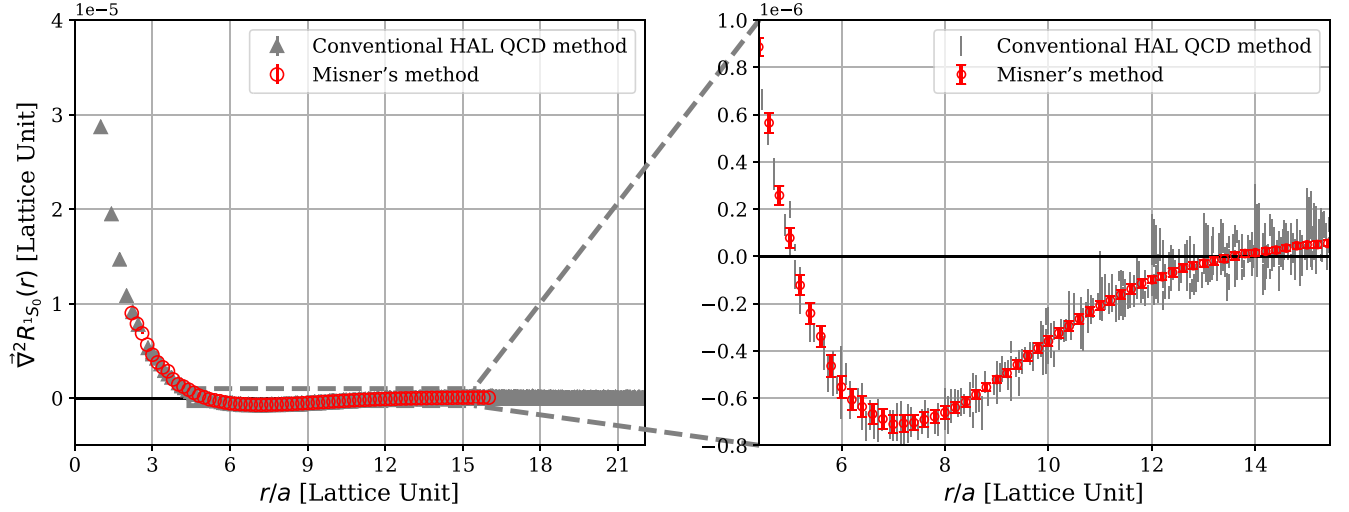 1e−5
4
3
2
1
0
0 3 6 9 12 15 18 21
r/a [Lattice Unit]
∇⃗²R₁S₀(r) [Lattice Unit]
Conventional HAL QCD method
Misner’s method
1e−6
1.0
0.8
0.6
0.4
0.2
0.0
−0.2
−0.4
−0.6
−0.8
6 8 10 12 14
r/a [Lattice Unit]
Conventional HAL QCD method
Misner’s method